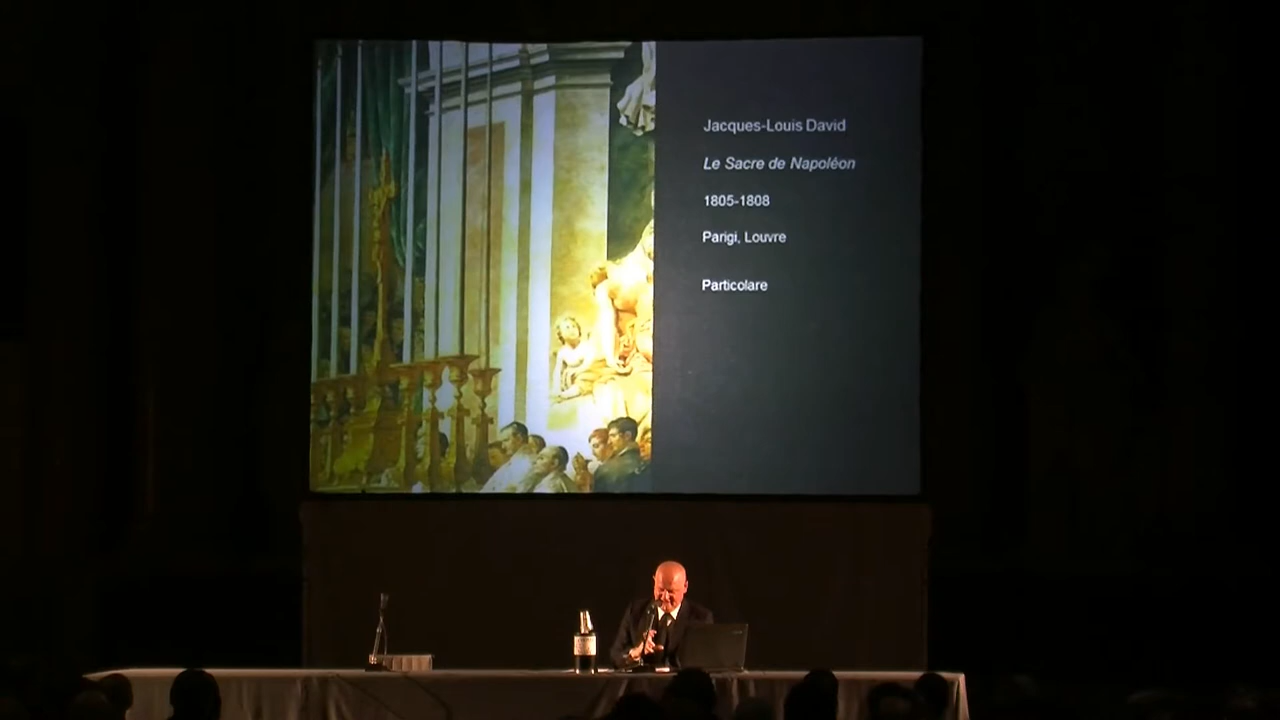 Jacques-Louis David
Le Sacre de Napoléon
1805-1808
Parigi, Louvre
Particolare